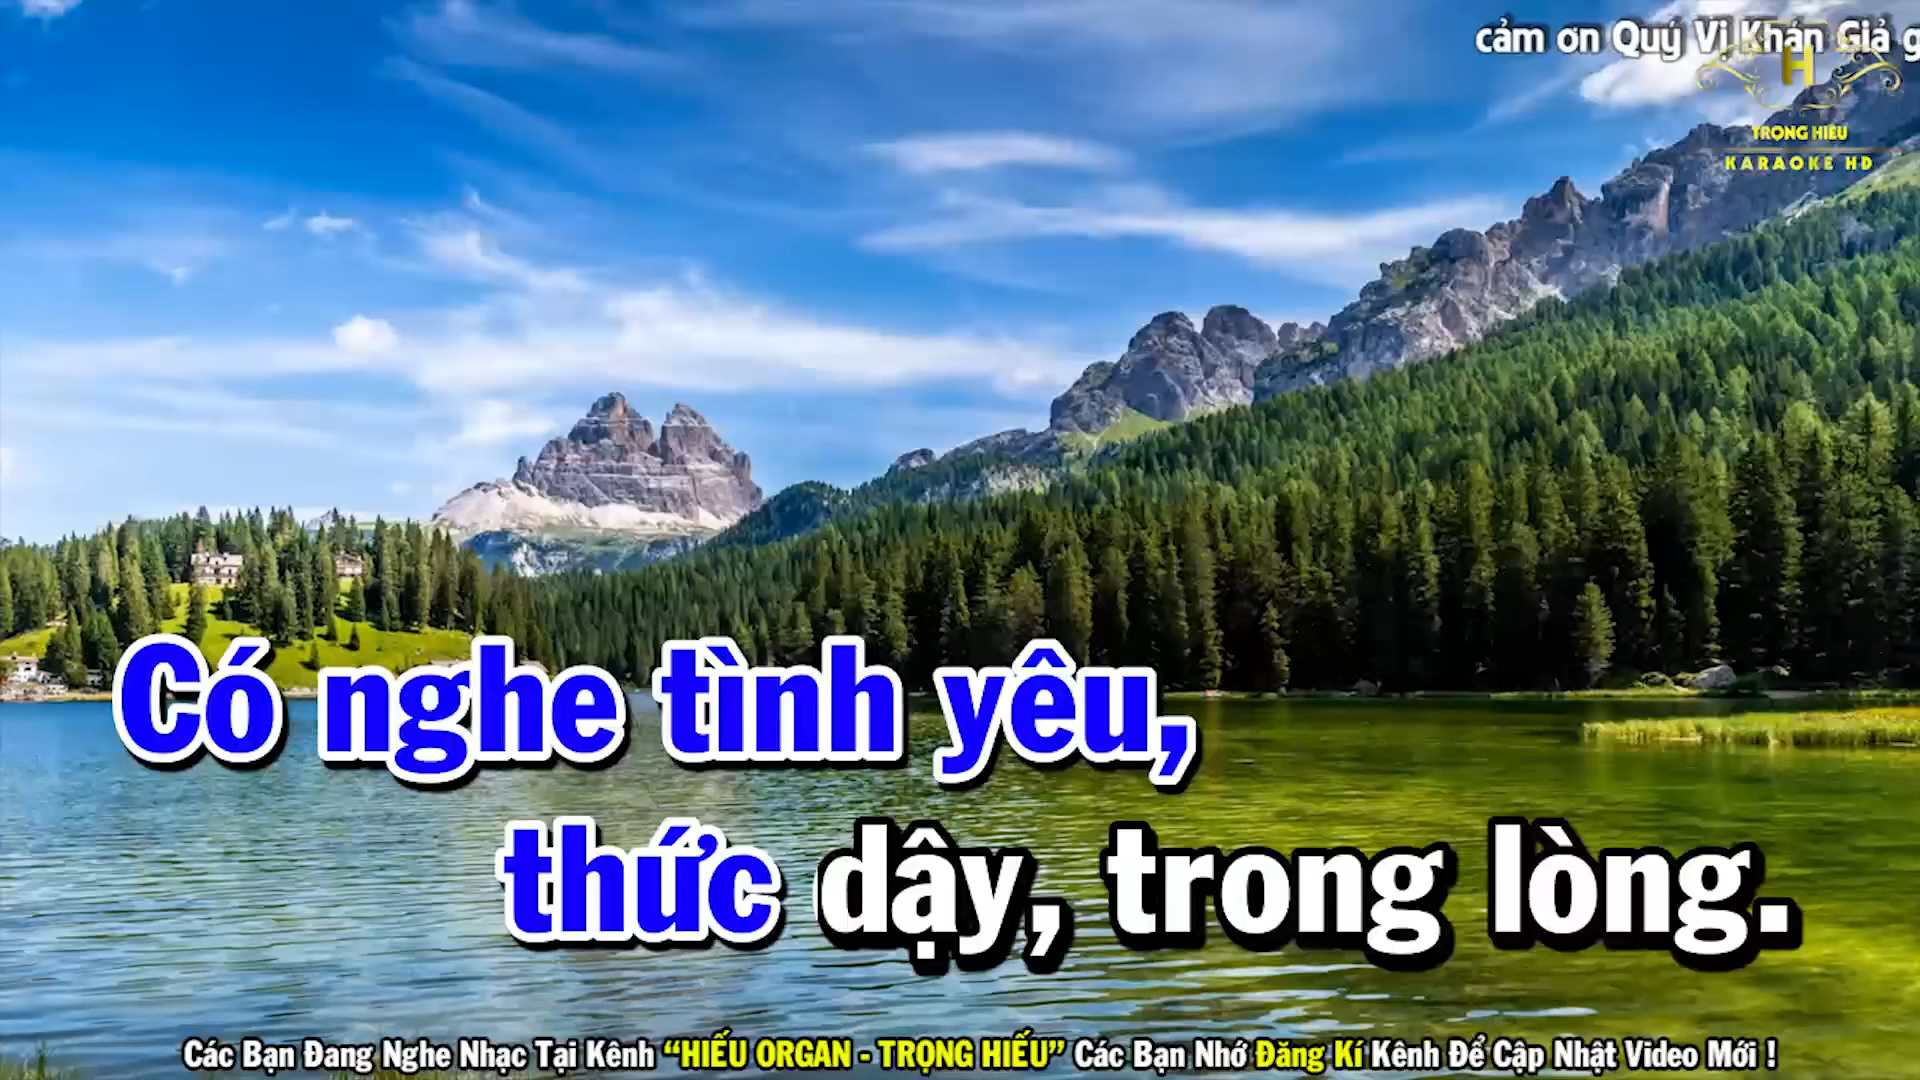 cảm ơn Quý Vị Khán Giả g
H
TRỌNG HIẾU
KARAOKE HD
Có nghe tình yêu,
thức dậy, trong lòng.
Các Bạn Đang Nghe Nhạc Tại Kênh “HIẾU ORGAN - TRỌNG HIẾU” Các Bạn Nhớ Đăng Kí Kênh Để Cập Nhật Video Mới !